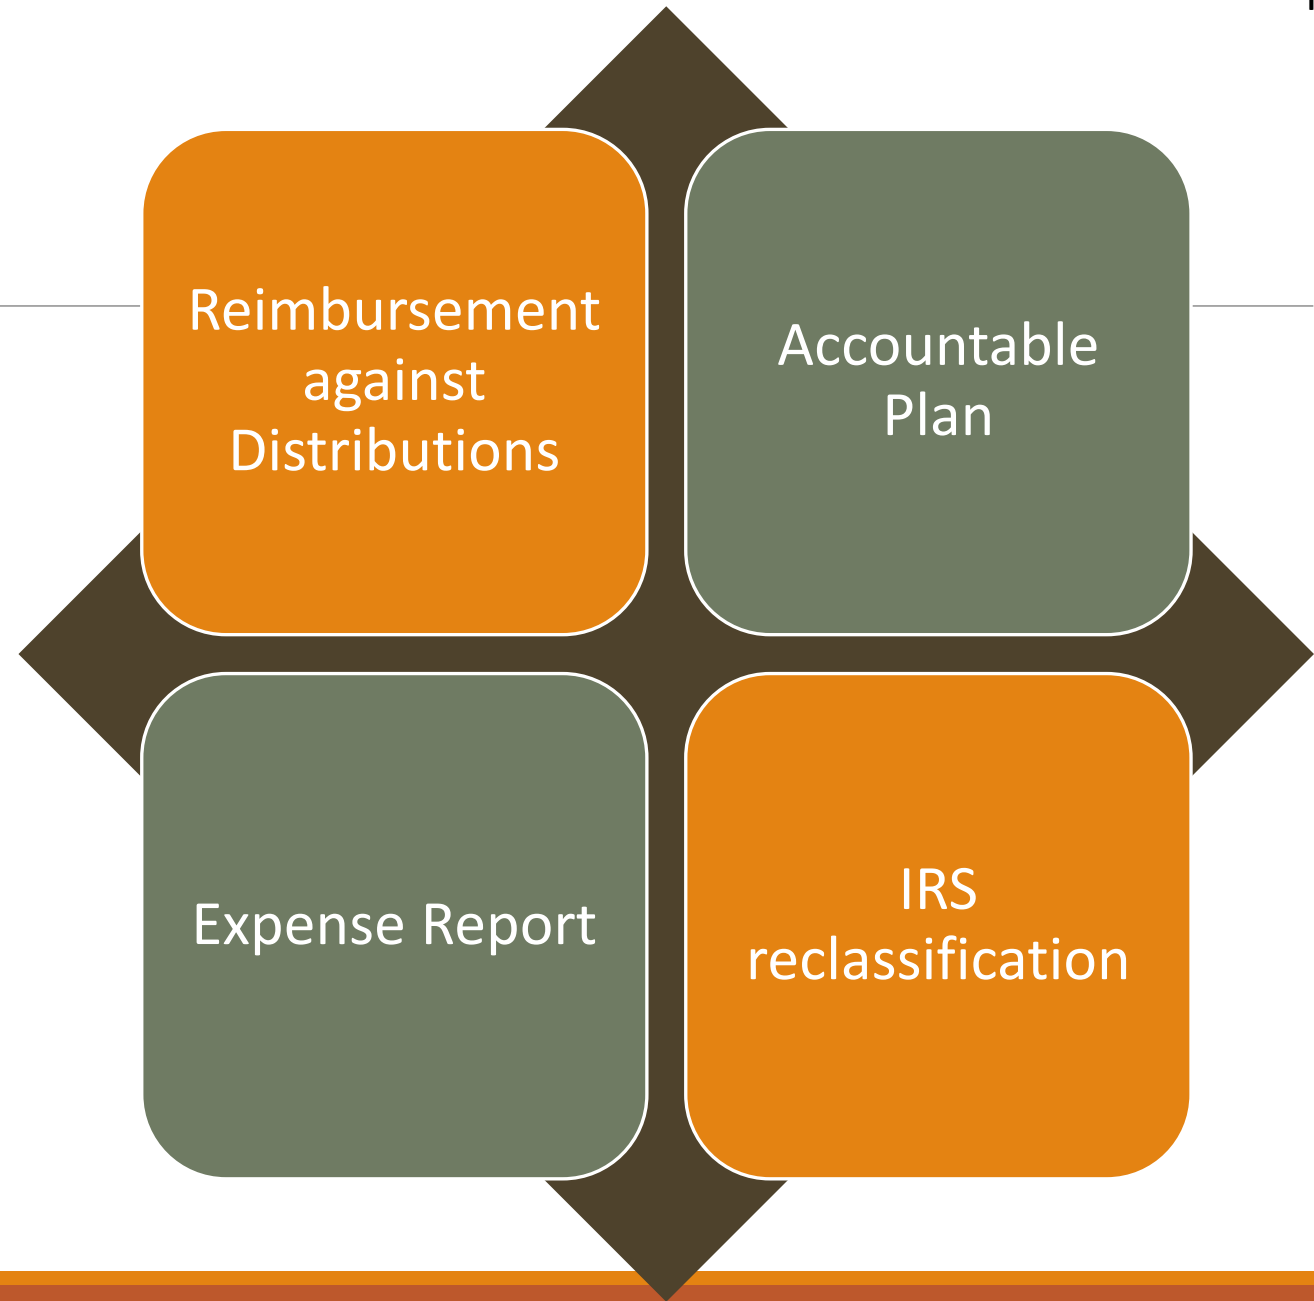 Reimbursement
against
Distributions
Accountable
Plan
Expense Report
IRS
reclassification